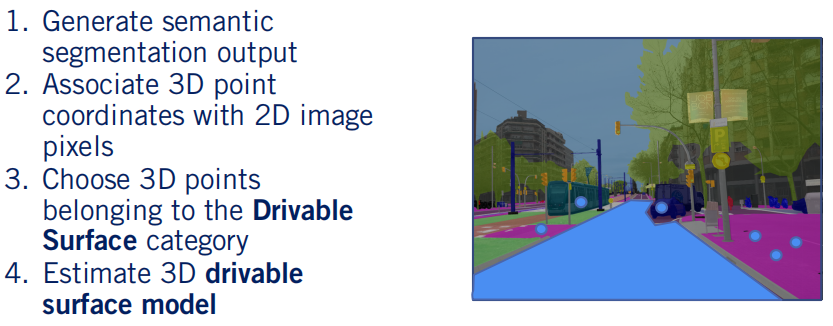 1. Generate semantic
segmentation output
2. Associate 3D point
coordinates with 2D image
pixels
3. Choose 3D points
belonging to the Drivable
Surface category
4. Estimate 3D drivable
surface model
P